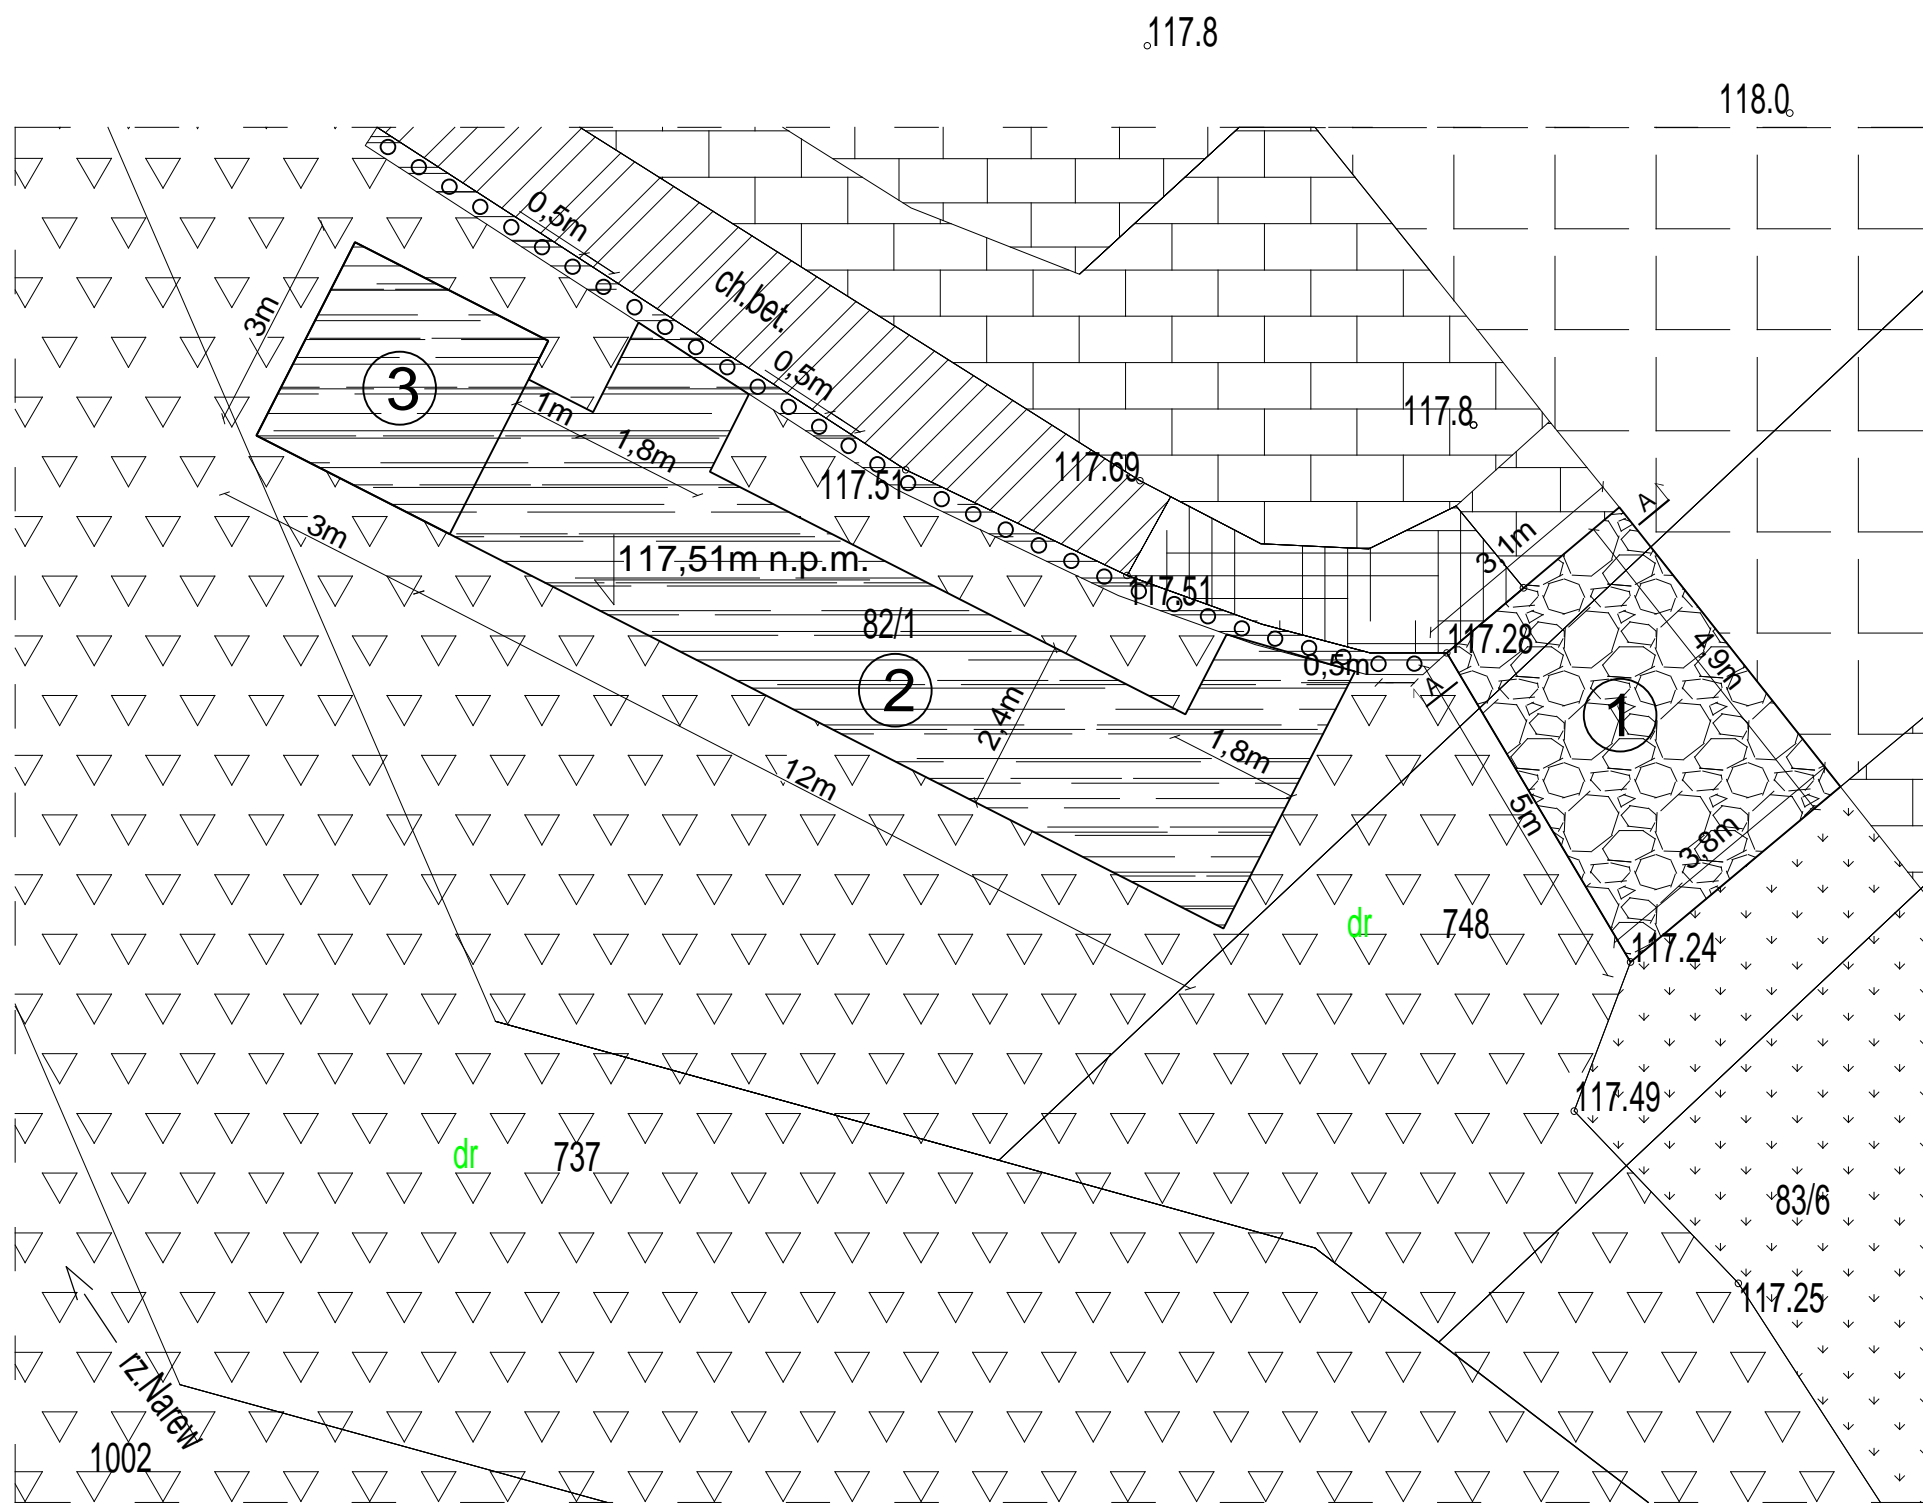 117.8
118.0
0,5m
ch.bet.
3m
3
0,5m
1m
1,8m
117.8
117.69
117.51
A
3m
3,1m
117,51m n.p.m.
117.51
82/1
117.28
0,5m
A
4,9m
2
2,4m
1
1,8m
12m
5m
3,8m
dr
748
117.24
117.49
dr
737
83/6
117.25
rz.Narew
1002